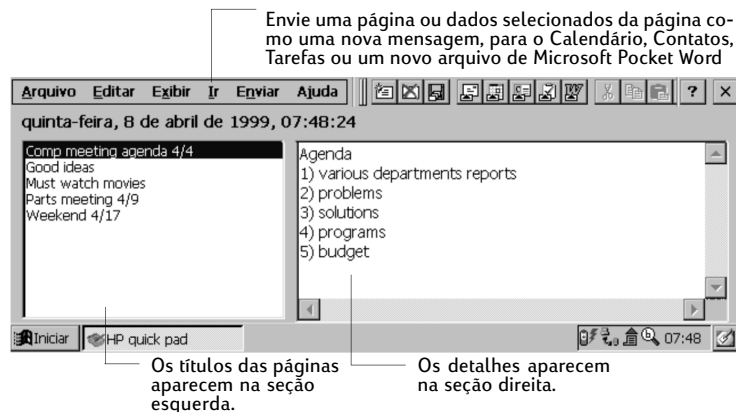 Envie uma página ou dados selecionados da página co-
mo uma nova mensagem, para o Calendário, Contatos,
Tarefas ou um novo arquivo de Microsoft Pocket Word
Arquivo Editar Exibir Ir Enviar Ajuda ? ×
quinta-feira, 8 de abril de 1999, 07:48:24
Comp meeting agenda 4/4
Good ideas
Must watch movies
Parts meeting 4/9
Weekend 4/17
Agenda
1) various departments reports
2) problems
3) solutions
4) programs
5) budget
Iniciar HP quick pad 07:48
Os títulos das páginas
aparecem na seção
esquerda.
Os detalhes aparecem
na seção direita.